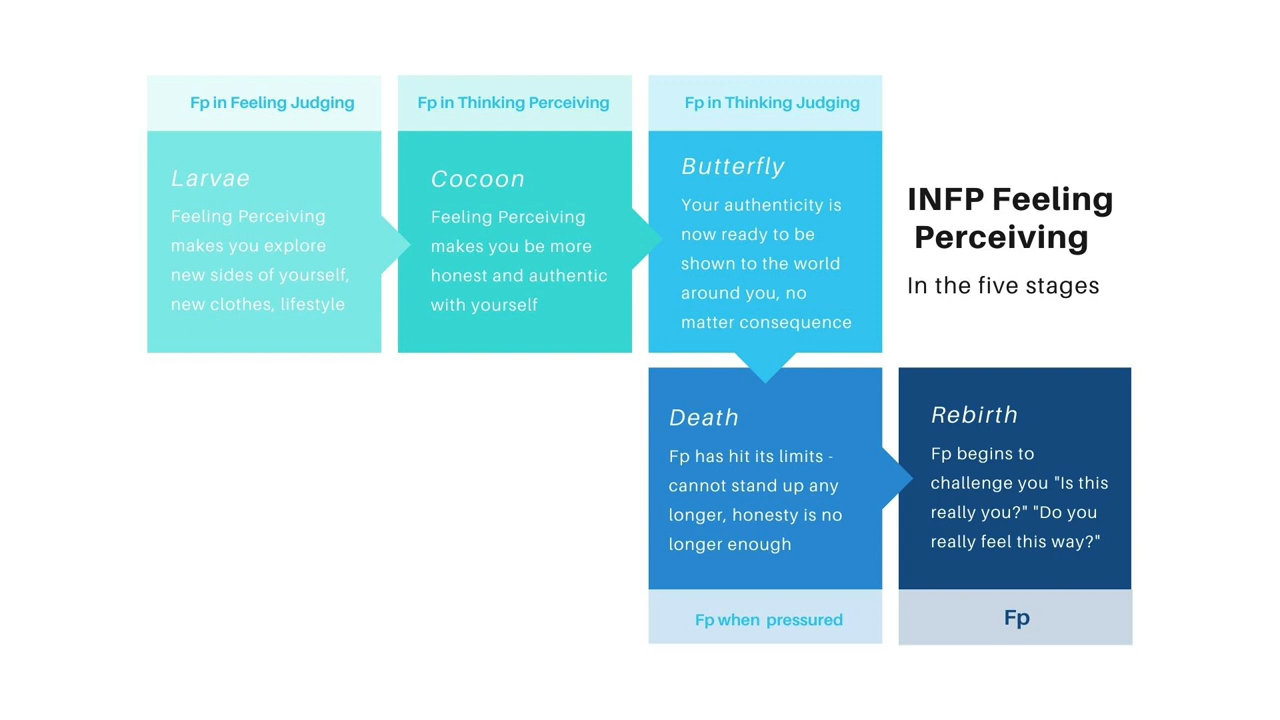 Fp in Feeling Judging
Larvae
Feeling Perceiving
makes you explore
new sides of yourself,
new clothes, lifestyle
Fp in Thinking Perceiving
Cocoon
Feeling Perceiving
makes you be more
honest and authentic
with yourself
Fp in Thinking Judging
Butterfly
Your authenticity is
now ready to be
shown to the world
around you, no
matter consequence
INFP Feeling
Perceiving
In the five stages
Death
Fp has hit its limits -
cannot stand up any
longer, honesty is no
longer enough
Fp when pressured
Rebirth
Fp begins to
challenge you "Is this
really you?" "Do you
really feel this way?"
Fp